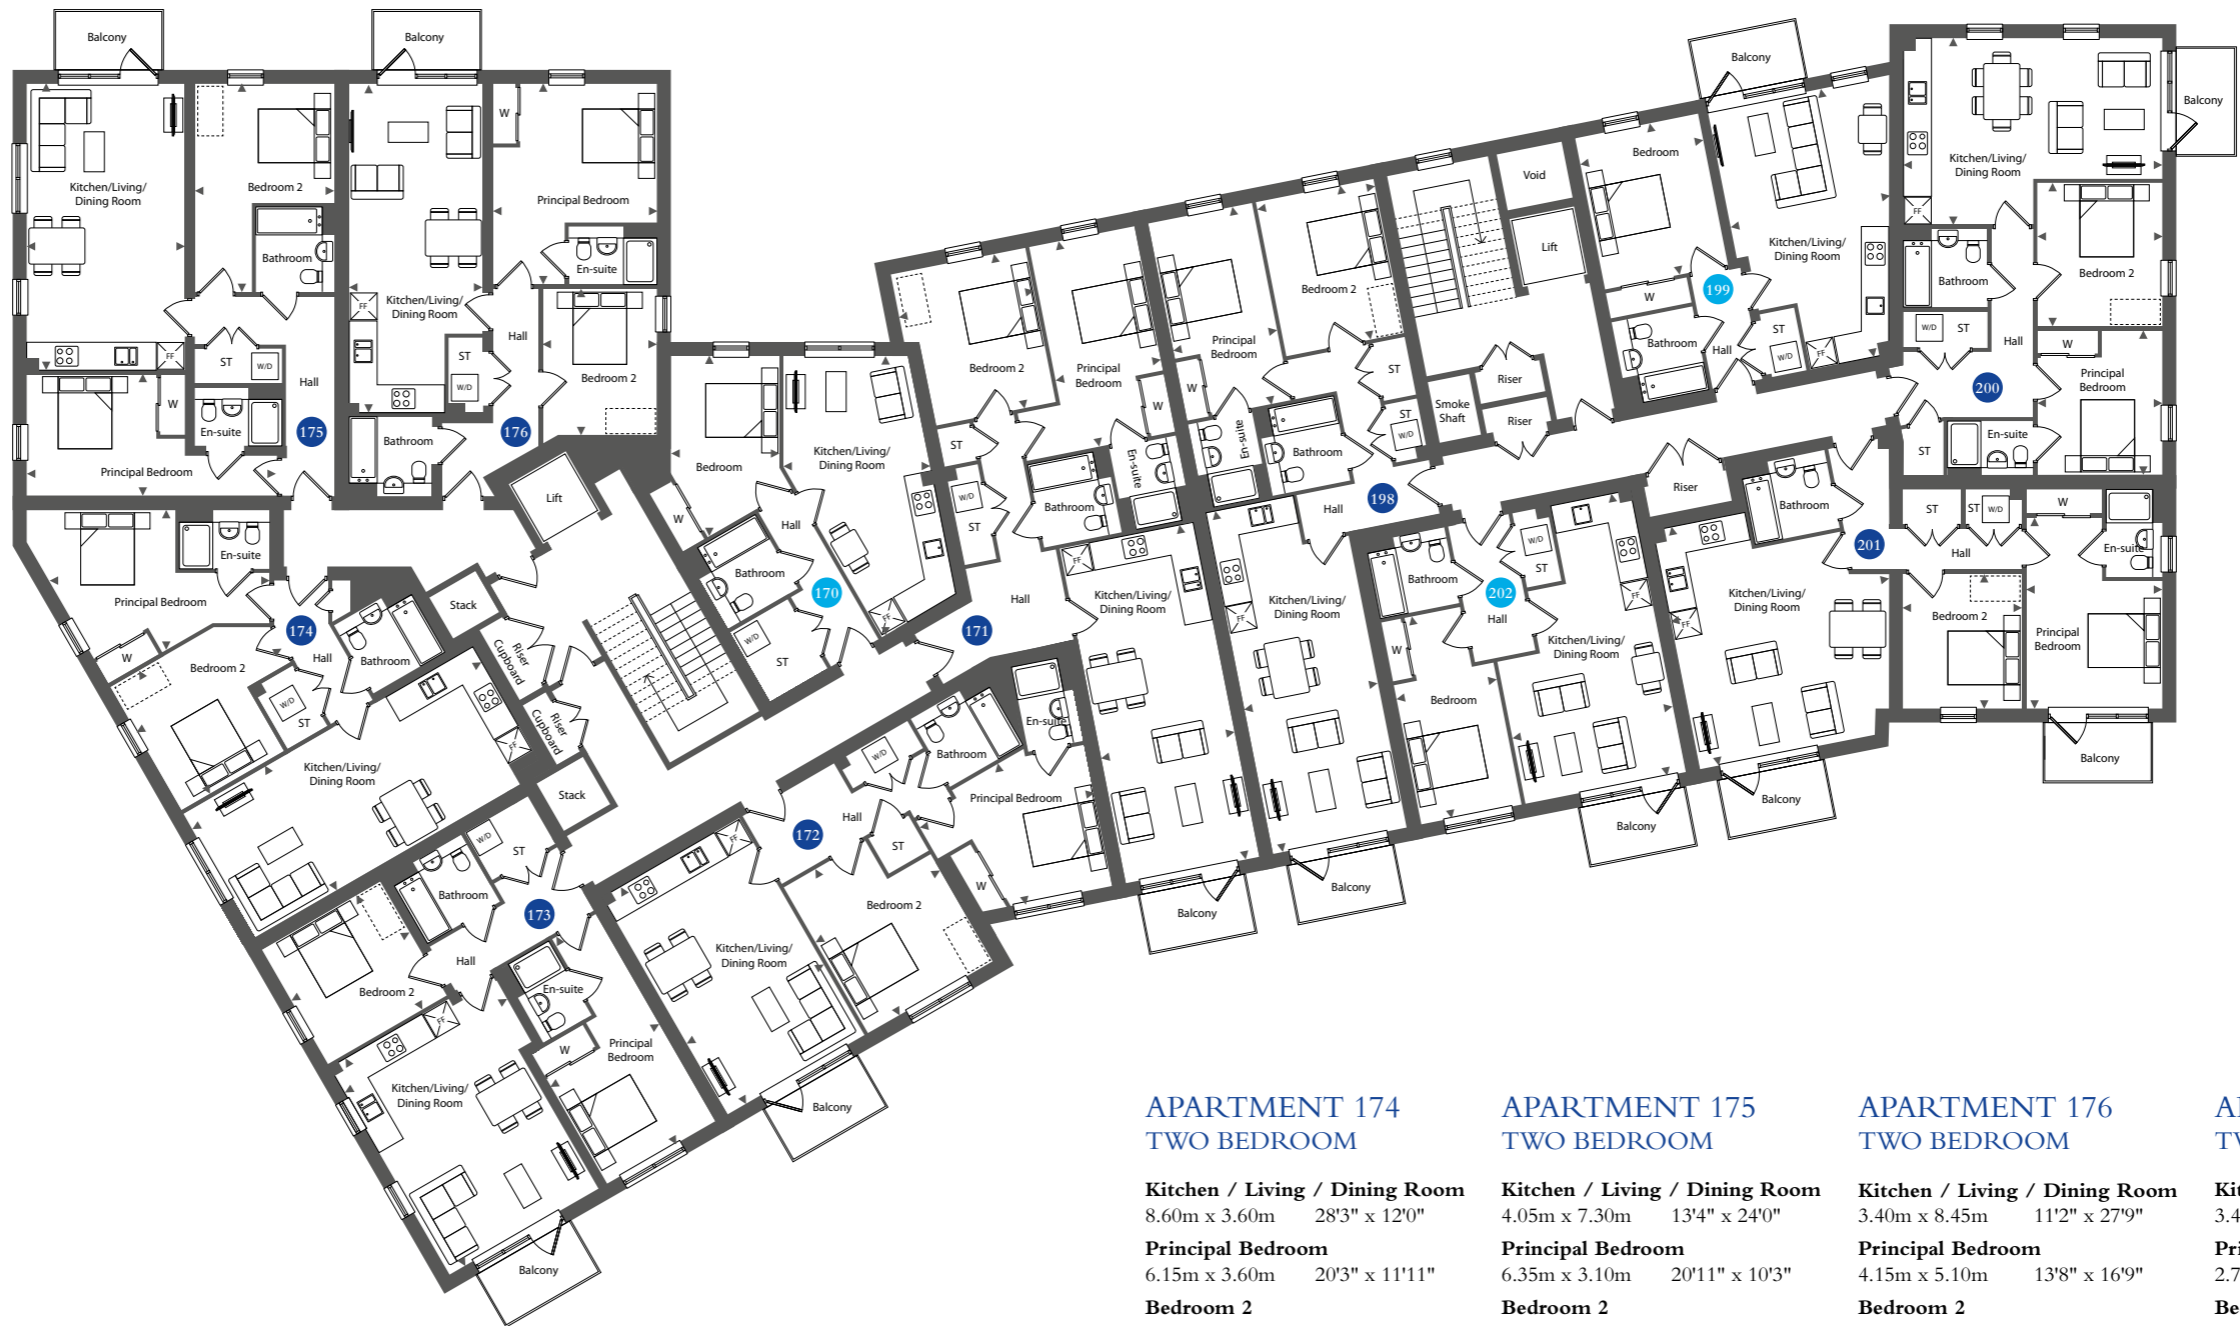 Balcony
Balcony
Balcony
Balcony
Kitchen/Living/
Dining Room
Bedroom 2
Bathroom
ST
W/D
Hall
FF
W
En-suite
175
Principal Bedroom
Kitchen/Living/
Dining Room
FF
ST
W/D
Hall
Bathroom
176
W
Principal Bedroom
En-suite
Bedroom 2
Lift
Principal Bedroom
En-suite
W
174
Hall
Bedroom 2
W/D
ST
Bathroom
Stack
Riser
Cupboard
Riser
Cupboard
Stack
Kitchen/Living/
Dining Room
FF
Bedroom
W
Kitchen/Living/
Dining Room
Hall
Bathroom
170
W/D
ST
FF
Bedroom 2
Principal
Bedroom
ST
W/D
ST
W
En-suite
Bathroom
Hall
171
FF
Kitchen/Living/
Dining Room
Balcony
W/D
Bathroom
En-suite
Principal Bedroom
172
Hall
ST
W
Bedroom 2
FF
Kitchen/Living/
Dining Room
Balcony
W/D
ST
Bathroom
173
Hall
Bedroom 2
En-suite
W
Principal
Bedroom
FF
Kitchen/Living/
Dining Room
Balcony
Principal
Bedroom
Bedroom 2
W
En-suite
ST
ST
W/D
Bathroom
Hall
198
Kitchen/Living/
Dining Room
FF
Balcony
Void
Lift
Smoke
Shaft
Riser
Riser
Riser
Bedroom
Kitchen/Living/
Dining Room
199
W
Bathroom
Hall
ST
W/D
FF
Kitchen/Living/
Dining Room
FF
Bathroom
Bedroom 2
W/D
ST
Hall
W
Principal
Bedroom
200
ST
En-suite
Bathroom
W/D
ST
202
Hall
W
Bedroom
Kitchen/Living/
Dining Room
FF
Balcony
Bathroom
201
ST
ST
W/D
W
Hall
En-suite
Kitchen/Living/
Dining Room
FF
Bedroom 2
Principal
Bedroom
Balcony
Balcony
APARTMENT 174
TWO BEDROOM
Kitchen / Living / Dining Room
8.60m x 3.60m 28'3" x 12'0"
Principal Bedroom
6.15m x 3.60m 20'3" x 11'11"
Bedroom 2
APARTMENT 175
TWO BEDROOM
Kitchen / Living / Dining Room
4.05m x 7.30m 13'4" x 24'0"
Principal Bedroom
6.35m x 3.10m 20'11" x 10'3"
Bedroom 2
APARTMENT 176
TWO BEDROOM
Kitchen / Living / Dining Room
3.40m x 8.45m 11'2" x 27'9"
Principal Bedroom
4.15m x 5.10m 13'8" x 16'9"
Bedroom 2